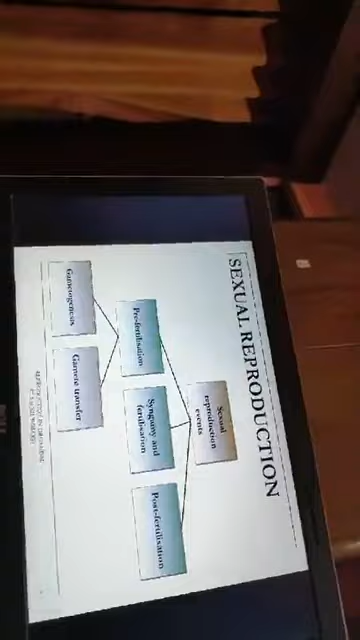 SEXUAL REPRODUCTION
Sexual
reproduction
events
Pre-fertilisation
Syngamy and
fertilisation
Post-fertilisation
Gametogenesis
Gamete transfer